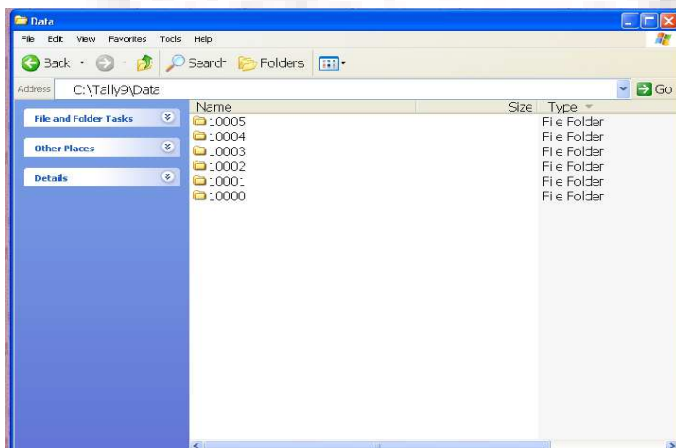 Data
File Edit View Favorites Tools Help
Back Search Folders
Address C:\Tally9\Data Go
File and Folder Tasks
Other Places
Details
Name Size Type
10005 File Folder
10004 File Folder
10003 File Folder
10002 File Folder
10001 File Folder
10000 File Folder